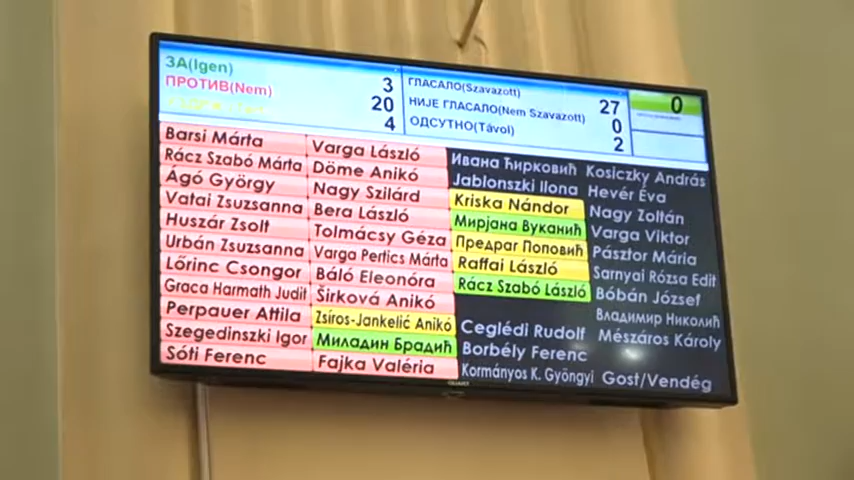 ЗА(Igen) 3
ПРОТИВ(Nem) 20
4
ГЛАСАЛО(Szavazott) 27
НИЈЕ ГЛАСАЛО(Nem Szavazott) 0
ОДСУТНО(Távol) 2
0
Barsi Márta
Rácz Szabó Márta
Ágó György
Vatai Zsuzsanna
Huszár Zsolt
Urbán Zsuzsanna
Lőrinc Csongor
Graca Harmath Judit
Perpauer Attila
Szegedinszki Igor
Sóti Ferenc
Varga László
Döme Anikó
Nagy Szilárd
Bera László
Tolmácsy Géza
Varga Pertics Márta
Báló Eleonóra
Širková Anikó
Zsíros-Jankelić Anikó
Миладин Брадић
Fajka Valéria
Ивана Ћирковић
Jablonszki Ilona
Kriska Nándor
Мирјана Вуканић
Предраг Поповић
Raffai László
Rácz Szabó László
Ceglédi Rudolf
Borbély Ferenc
Kormányos K. Gyöngyi
Kosiczky András
Hevér Éva
Nagy Zoltán
Varga Viktor
Pásztor Mária
Sarnyai Rózsa Edit
Bóbán József
Владимир Николић
Mészáros Károly
Gost/Vendég